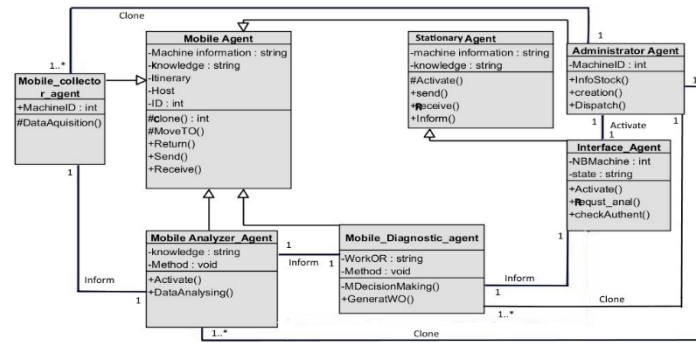 Clone
1..*
1
Mobile Agent
-Machine information : string
-knowledge : string
-Itinerary
-Host
-ID : int
#clone() : int
#MoveTO()
+Return()
+Send()
+Receive()
Stationary Agent
-machine information : string
-knowledge : string
#Activate()
+send()
+Receive()
+Inform()
Administrator Agent
-MachineID : int
+InfoStock()
+creation()
+Dispatch()
1
Mobile_collecto
r_agent
+MachineID : int
#DataAquisition()
1
1
1
Activate
1
Interface_Agent
-NBMachine : int
-state : string
+Activate()
+Requst_anal()
+checkAuthent()
1
Mobile Analyzer_Agent
-knowledge : string
-Method : void
+Activate()
+DataAnalysing()
1
Inform
1
Mobile_Diagnostic_agent
-WorkOR : string
-Method : void
-MDecisionMaking()
+GeneratWO()
Inform
1
Inform
1
Clone
1..*
1..*
Clone